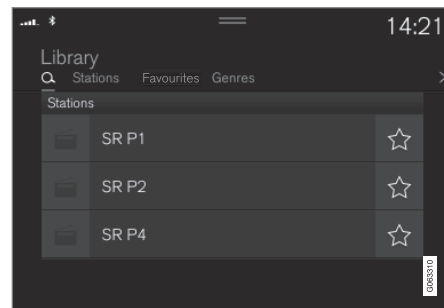 14:21
Library
Stations Favourites Genres
Stations
SR P1
SR P2
SR P4
G063310